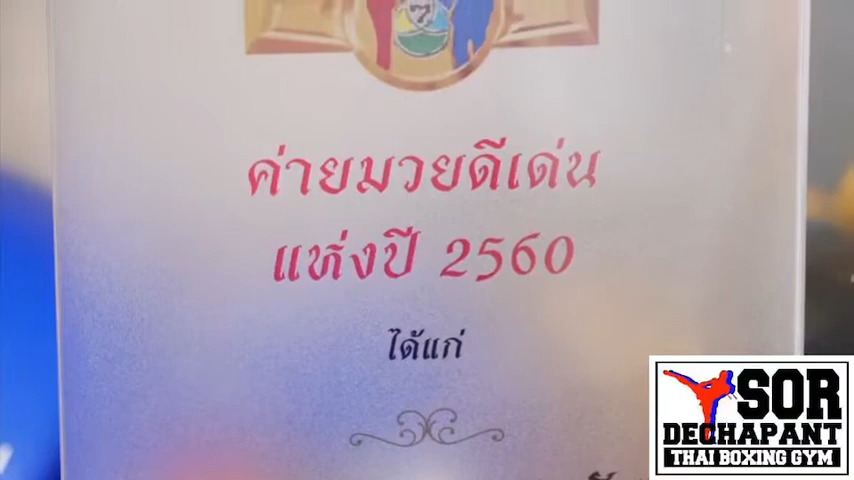 ค่ายมวยดีเด่น
แห่งปี 2560
ได้แก่
SOR
DECHAPANT
THAI BOXING GYM